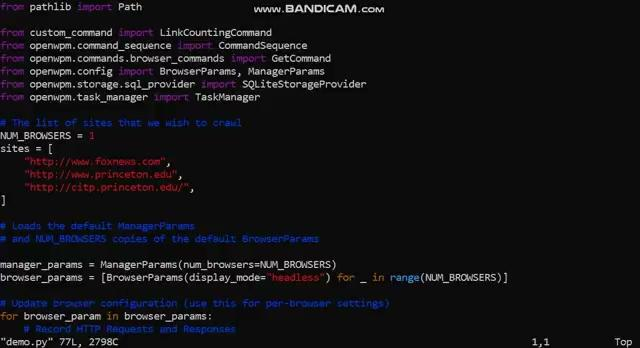 from pathlib import Path
www.BANDICAM.com
from custom_command import LinkCountingCommand
from openwpm.command_sequence import CommandSequence
from openwpm.commands.browser_commands import GetCommand
from openwpm.config import BrowserParams, ManagerParams
from openwpm.storage.sql_provider import SQLiteStorageProvider
from openwpm.task_manager import TaskManager
# The list of sites that we wish to crawl
NUM_BROWSERS = 1
sites = [
    "http://www.foxnews.com",
    "http://www.princeton.edu",
    "http://citp.princeton.edu/",
]
# Loads the default ManagerParams
# and NUM_BROWSERS copies of the default BrowserParams
manager_params = ManagerParams(num_browsers=NUM_BROWSERS)
browser_params = [BrowserParams(display_mode="headless") for _ in range(NUM_BROWSERS)]
# Update browser configuration (use this for per-browser settings)
for browser_param in browser_params:
    # Record HTTP Requests and Responses
"demo.py" 77L, 2798C 1,1 Top